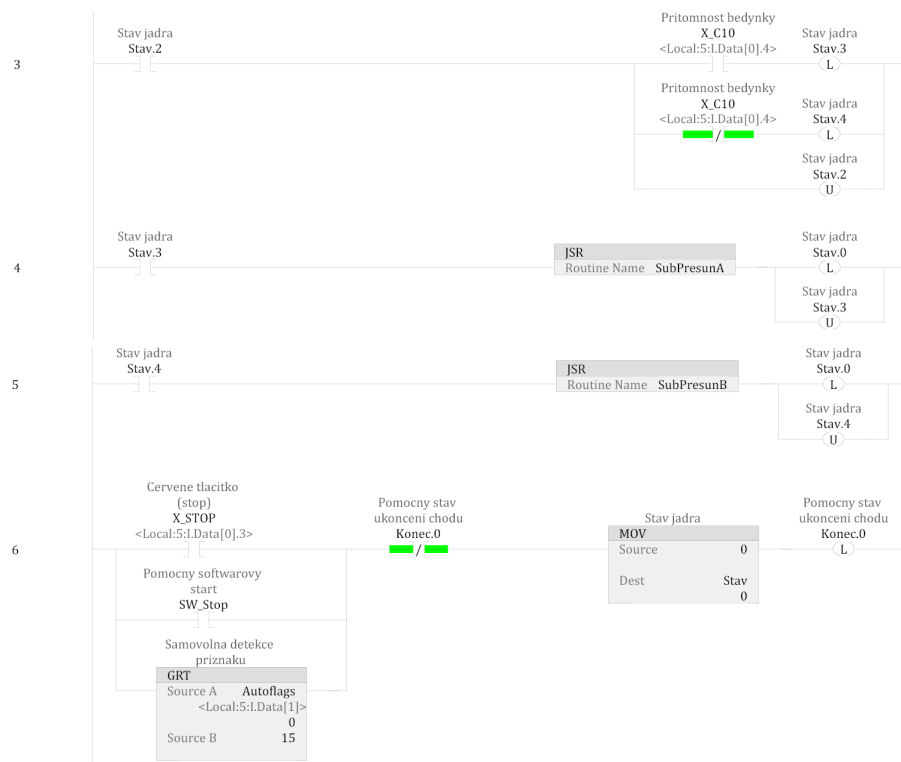 Pritomnost bedynky
Stav jadra
X_C10
Stav jadra
Stav.2
<Local:5:I.Data[0].4>
Stav.3
3
L
Pritomnost bedynky
X_C10
Stav jadra
<Local:5:I.Data[0].4>
Stav.4
/
L
Stav jadra
Stav.2
U
Stav jadra
Stav jadra
Stav.3
JSR
Stav.0
4
Routine Name SubPresunA
L
Stav jadra
Stav.3
U
Stav jadra
Stav jadra
Stav.4
JSR
Stav.0
5
Routine Name SubPresunB
L
Stav jadra
Stav.4
U
Cervene tlacitko
(stop)
X_STOP
<Local:5:I.Data[0].3>
Pomocny stav
ukonceni chodu
Konec.0
Stav jadra
Pomocny stav
ukonceni chodu
Konec.0
6
/
MOV
Source 0
Dest Stav
0
L
Pomocny softwarovy
start
SW_Stop
Samovolna detekce
priznaku
GRT
Source A Autoflags
<Local:5:I.Data[1]>
0
Source B 15